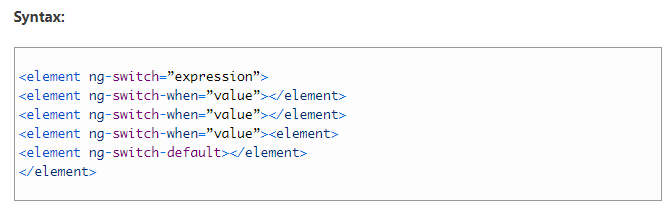 Syntax:
<element ng-switch=”expression”>
<element ng-switch-when=”value”></element>
<element ng-switch-when=”value”></element>
<element ng-switch-when=”value”><element>
<element ng-switch-default></element>
</element>